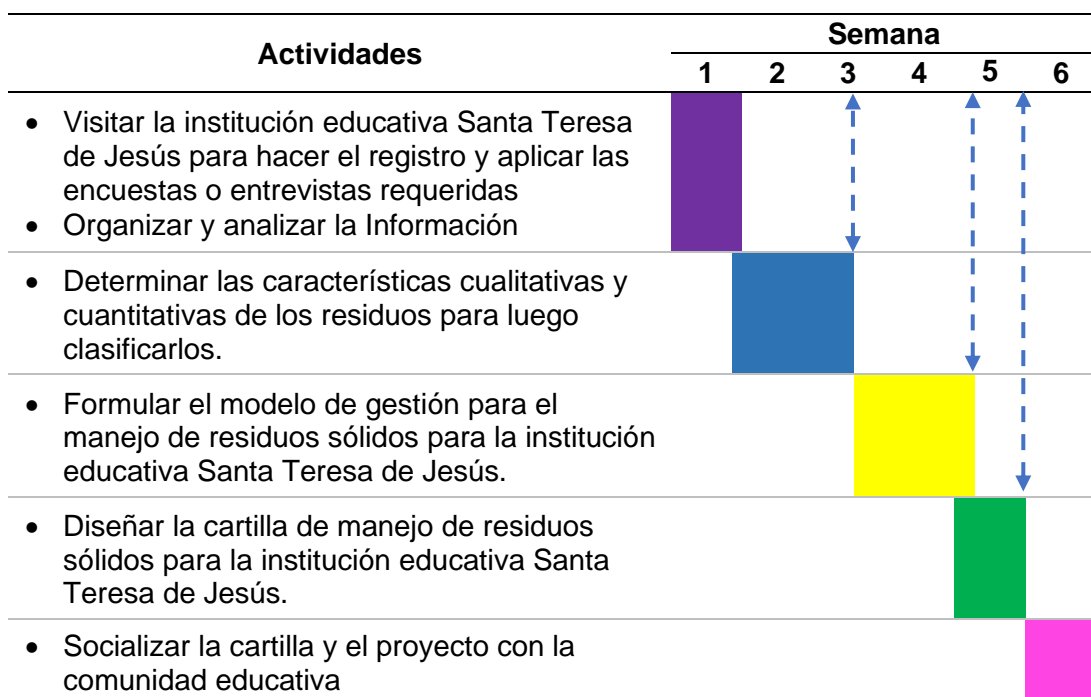 Actividades
Semana
1 2 3 4 5 6
• Visitar la institución educativa Santa Teresa
de Jesús para hacer el registro y aplicar las
encuestas o entrevistas requeridas
• Organizar y analizar la Información
• Determinar las características cualitativas y
cuantitativas de los residuos para luego
clasificarlos.
• Formular el modelo de gestión para el
manejo de residuos sólidos para la institución
educativa Santa Teresa de Jesús.
• Diseñar la cartilla de manejo de residuos
sólidos para la institución educativa Santa
Teresa de Jesús.
• Socializar la cartilla y el proyecto con la
comunidad educativa